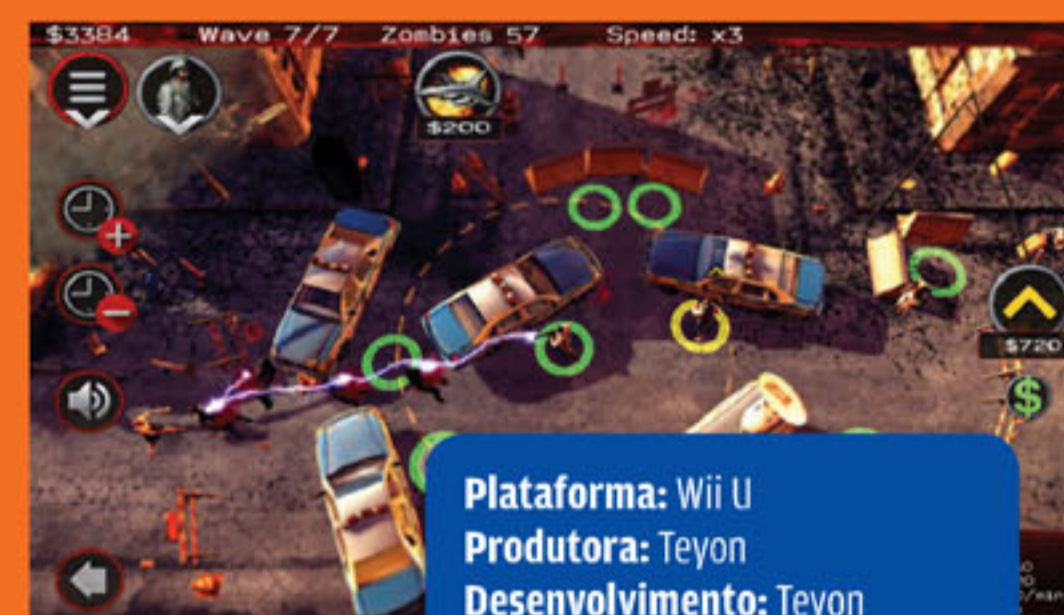 $3384 Wave 7/7 Zombies 57 Speed: x3
$200
$720
$
Plataforma: Wii U
Produtora: Teyon
Desenvolvimento: Teyon